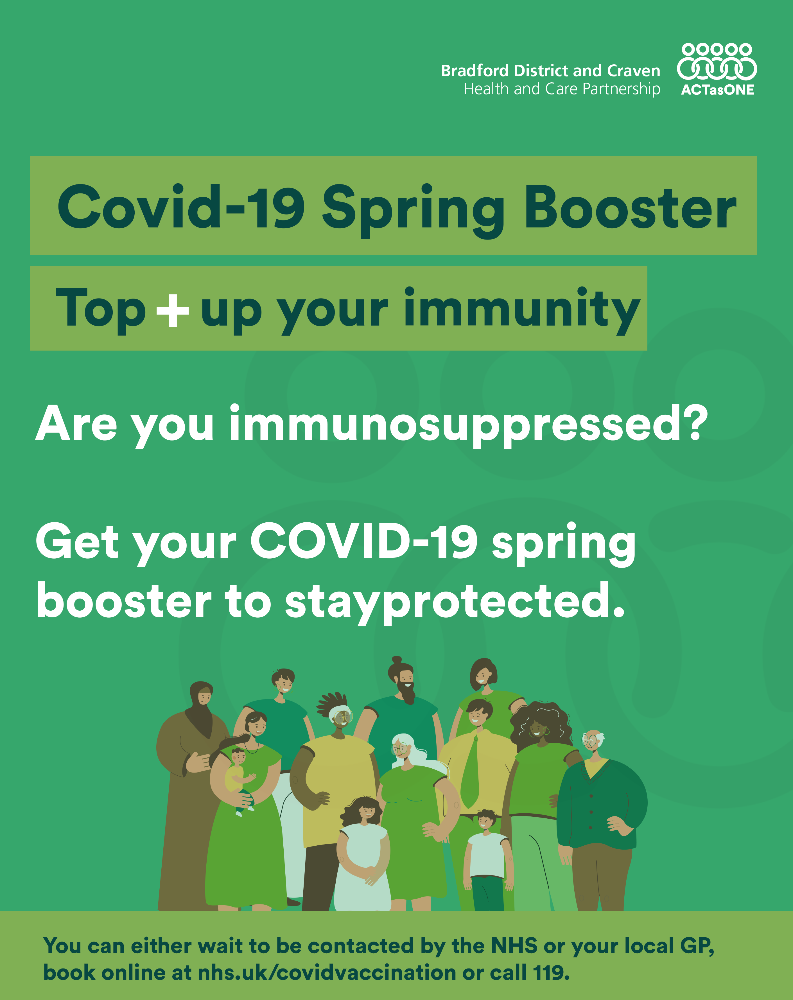 Bradford District and Craven
Health and Care Partnership
ACTasONE
Covid-19 Spring Booster
Top + up your immunity
Are you immunosuppressed?
Get your COVID-19 spring
booster to stayprotected.
You can either wait to be contacted by the NHS or your local GP,
book online at nhs.uk/covidvaccination or call 119.